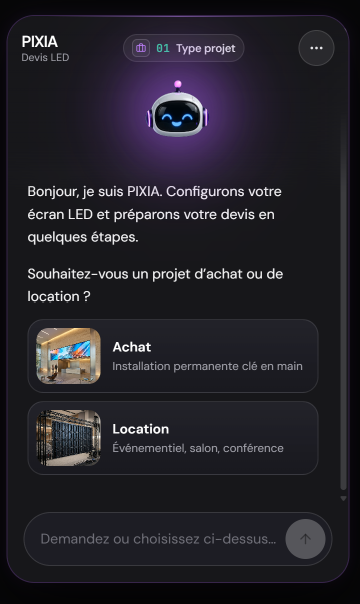 PIXIA
Devis LED
01 Type projet
Bonjour, je suis PIXIA. Configurons votre
écran LED et préparons votre devis en
quelques étapes.
Souhaitez-vous un projet d'achat ou de
location ?
Achat
Installation permanente clé en main
Location
Événementiel, salon, conférence
Demandez ou choisissez ci-dessus...